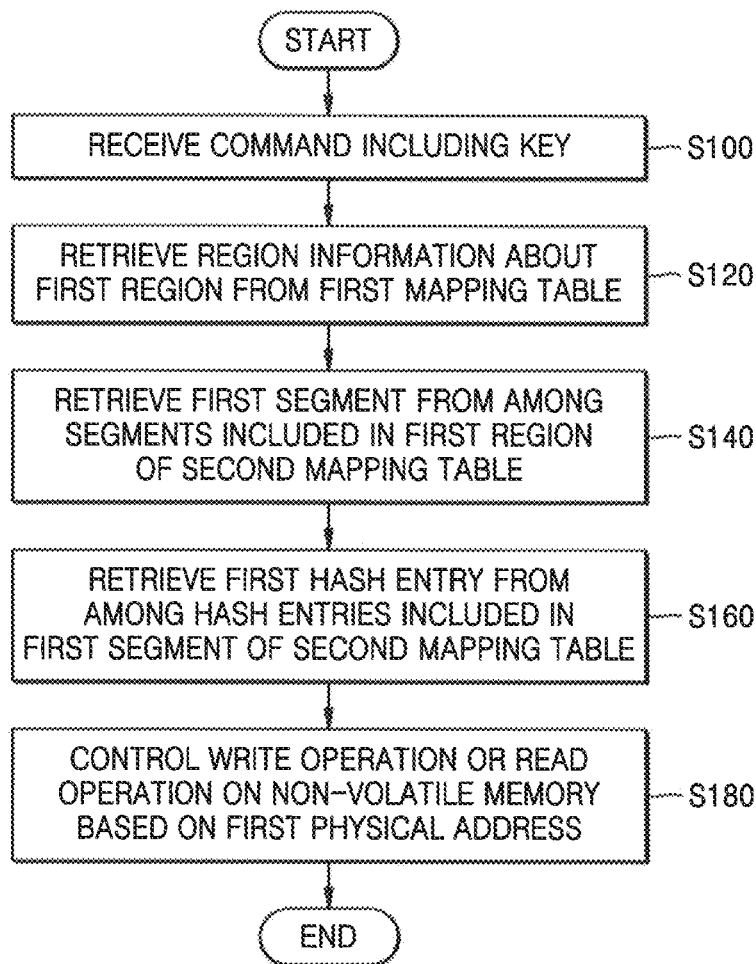 START
RECEIVE COMMAND INCLUDING KEY
S100
RETRIEVE REGION INFORMATION ABOUT
FIRST REGION FROM FIRST MAPPING TABLE
S120
RETRIEVE FIRST SEGMENT FROM AMONG
SEGMENTS INCLUDED IN FIRST REGION
OF SECOND MAPPING TABLE
S140
RETRIEVE FIRST HASH ENTRY FROM
AMONG HASH ENTRIES INCLUDED IN
FIRST SEGMENT OF SECOND MAPPING TABLE
S160
CONTROL WRITE OPERATION OR READ
OPERATION ON NON-VOLATILE MEMORY
BASED ON FIRST PHYSICAL ADDRESS
S180
END